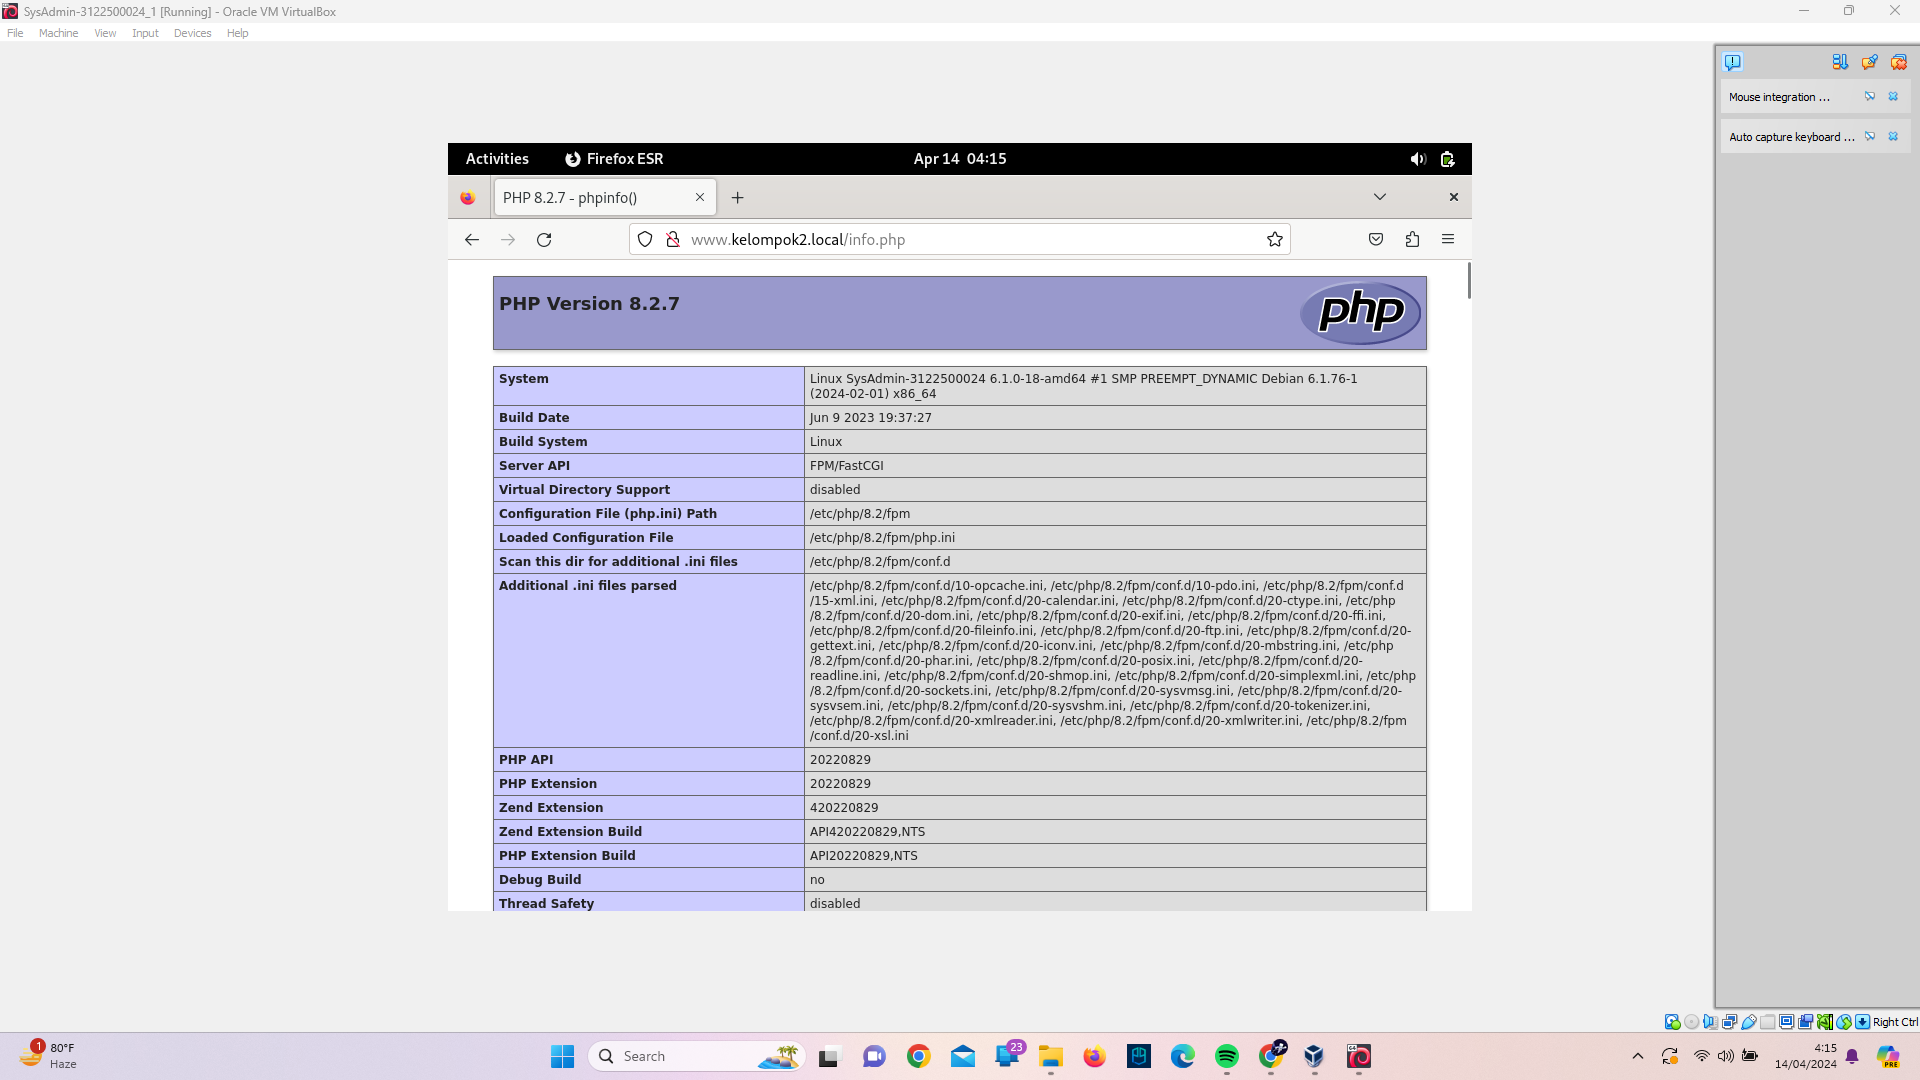 SysAdmin-3122500024_1 [Running] - Oracle VM VirtualBox
File Machine View Input Devices Help
Mouse integration ...
Auto capture keyboard ...
Activities Firefox ESR Apr 14 04:15
PHP 8.2.7 - phpinfo()
www.kelompok2.local/info.php
PHP Version 8.2.7
php
System Linux SysAdmin-3122500024 6.1.0-18-amd64 #1 SMP PREEMPT_DYNAMIC Debian 6.1.76-1
(2024-02-01) x86_64
Build Date Jun 9 2023 19:37:27
Build System Linux
Server API FPM/FastCGI
Virtual Directory Support disabled
Configuration File (php.ini) Path /etc/php/8.2/fpm
Loaded Configuration File /etc/php/8.2/fpm/php.ini
Scan this dir for additional .ini files /etc/php/8.2/fpm/conf.d
Additional .ini files parsed /etc/php/8.2/fpm/conf.d/10-opcache.ini, /etc/php/8.2/fpm/conf.d/10-pdo.ini, /etc/php/8.2/fpm/conf.d
/15-xml.ini, /etc/php/8.2/fpm/conf.d/20-calendar.ini, /etc/php/8.2/fpm/conf.d/20-ctype.ini, /etc/php
/8.2/fpm/conf.d/20-dom.ini, /etc/php/8.2/fpm/conf.d/20-exif.ini, /etc/php/8.2/fpm/conf.d/20-ffi.ini,
/etc/php/8.2/fpm/conf.d/20-fileinfo.ini, /etc/php/8.2/fpm/conf.d/20-ftp.ini, /etc/php/8.2/fpm/conf.d/20-
gettext.ini, /etc/php/8.2/fpm/conf.d/20-iconv.ini, /etc/php/8.2/fpm/conf.d/20-mbstring.ini, /etc/php
/8.2/fpm/conf.d/20-phar.ini, /etc/php/8.2/fpm/conf.d/20-posix.ini, /etc/php/8.2/fpm/conf.d/20-
readline.ini, /etc/php/8.2/fpm/conf.d/20-shmop.ini, /etc/php/8.2/fpm/conf.d/20-simplexml.ini, /etc/php
/8.2/fpm/conf.d/20-sockets.ini, /etc/php/8.2/fpm/conf.d/20-sysvmsg.ini, /etc/php/8.2/fpm/conf.d/20-
sysvsem.ini, /etc/php/8.2/fpm/conf.d/20-sysvshm.ini, /etc/php/8.2/fpm/conf.d/20-tokenizer.ini,
/etc/php/8.2/fpm/conf.d/20-xmlreader.ini, /etc/php/8.2/fpm/conf.d/20-xmlwriter.ini, /etc/php/8.2/fpm
/conf.d/20-xsl.ini
PHP API 20220829
PHP Extension 20220829
Zend Extension 420220829
Zend Extension Build API420220829,NTS
PHP Extension Build API20220829,NTS
Debug Build no
Thread Safety disabled
Right Ctrl
1
80°F
Haze
Search
23
4:15
14/04/2024
PRE